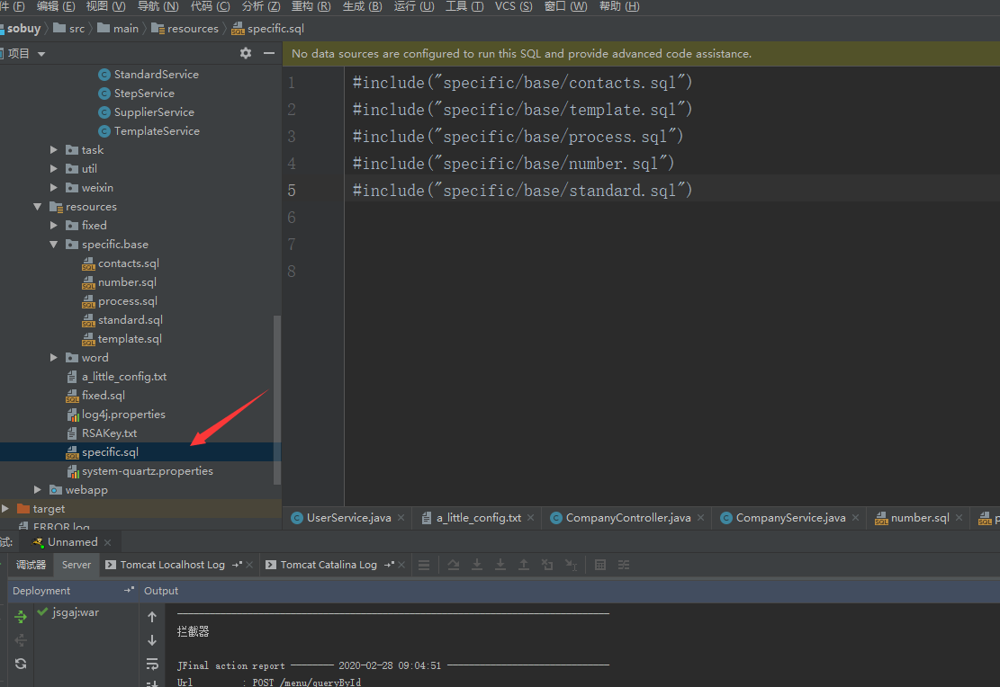 件 (F) 编辑 (E) 视图 (V) 导航 (N) 代码 (C) 分析 (Z) 重构 (R) 生成 (B) 运行 (U) 工具 (T) VCS (S) 窗口 (W) 帮助 (H)
sobuy src main resources specific.sql
项目
No data sources are configured to run this SQL and provide advanced code assistance.
StandardService
StepService
SupplierService
TemplateService
task
util
weixin
resources
fixed
specific.base
contacts.sql
number.sql
process.sql
standard.sql
template.sql
word
a_little_config.txt
fixed.sql
log4j.properties
RSAKey.txt
specific.sql
system-quartz.properties
webapp
target
ERROR.log
1 #include("specific/base/contacts.sql")
2 #include("specific/base/template.sql")
3 #include("specific/base/process.sql")
4 #include("specific/base/number.sql")
5 #include("specific/base/standard.sql")
6
7
8
UserService.java a_little_config.txt CompanyController.java CompanyService.java number.sql p
试: Unnamed
调试器 Server Tomcat Localhost Log Tomcat Catalina Log
Deployment Output
jsgaj:war
拦截器
JFinal action report -------- 2020-02-28 09:04:51 ------------------------------
Url : POST /menu/queryById